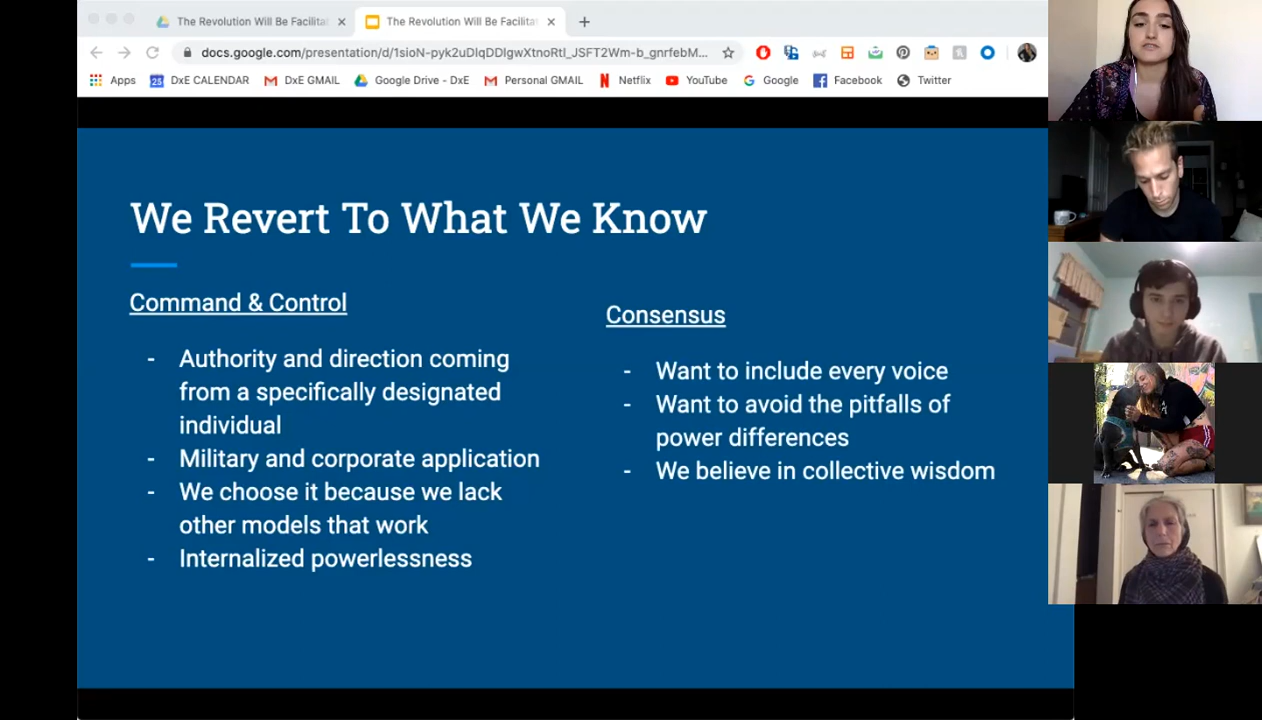 The Revolution Will Be Facilita
The Revolution Will Be Facilitat
docs.google.com/presentation/d/1sioN-pyk2uDlqDDlgwXtnoRtl_JSFT2Wm-b_gnrfebM...
Apps
25
DxE CALENDAR
DxE GMAIL
Google Drive - DxE
Personal GMAIL
Netflix
YouTube
Google
Facebook
Twitter
We Revert To What We Know
Command & Control
- Authority and direction coming
from a specifically designated
individual
- Military and corporate application
- We choose it because we lack
other models that work
- Internalized powerlessness
Consensus
- Want to include every voice
- Want to avoid the pitfalls of
power differences
- We believe in collective wisdom